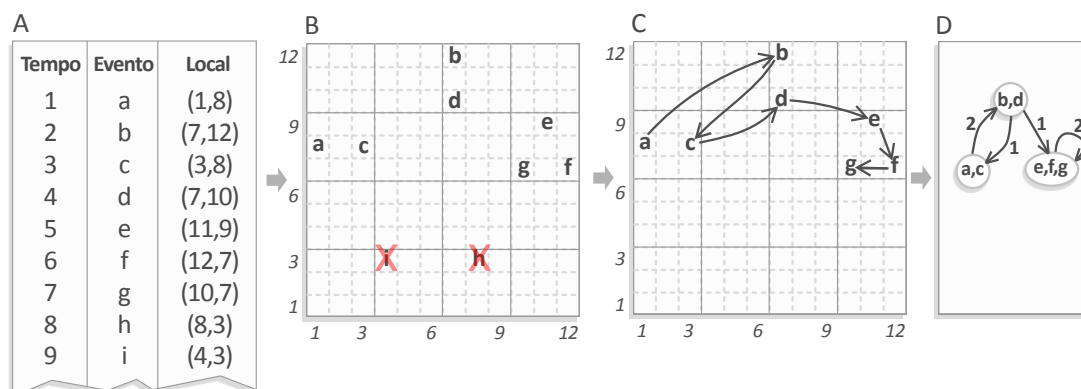 A
Tempo Evento Local
1 a (1,8)
2 b (7,12)
3 c (3,8)
4 d (7,10)
5 e (11,9)
6 f (12,7)
7 g (10,7)
8 h (8,3)
9 i (4,3)
B
12
9
6
3
1
1 3 6 9 12
b
d
e
a c
g f
i h
C
12
9
6
3
1
1 3 6 9 12
b
d
e
a c
g f
D
b,d
2 1 2
1
a,c e,f,g